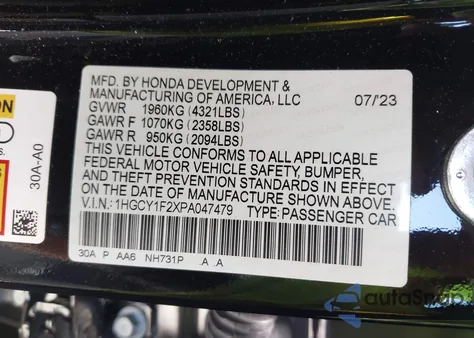 MFD. BY HONDA DEVELOPMENT &
MANUFACTURING OF AMERICA, LLC 07/23
GVWR 1960KG (4321LBS)
GAWR F 1070KG (2358LBS)
GAWR R 950KG (2094LBS)
THIS VEHICLE CONFORMS TO ALL APPLICABLE
FEDERAL MOTOR VEHICLE SAFETY, BUMPER,
AND THEFT PREVENTION STANDARDS IN EFFECT
ON THE DATE OF MANUFACTURE SHOWN ABOVE.
V.I.N.: 1HGCY1F2XPA047479 TYPE: PASSENGER CAR
30A P AA6 NH731P .A .A
30A-A0